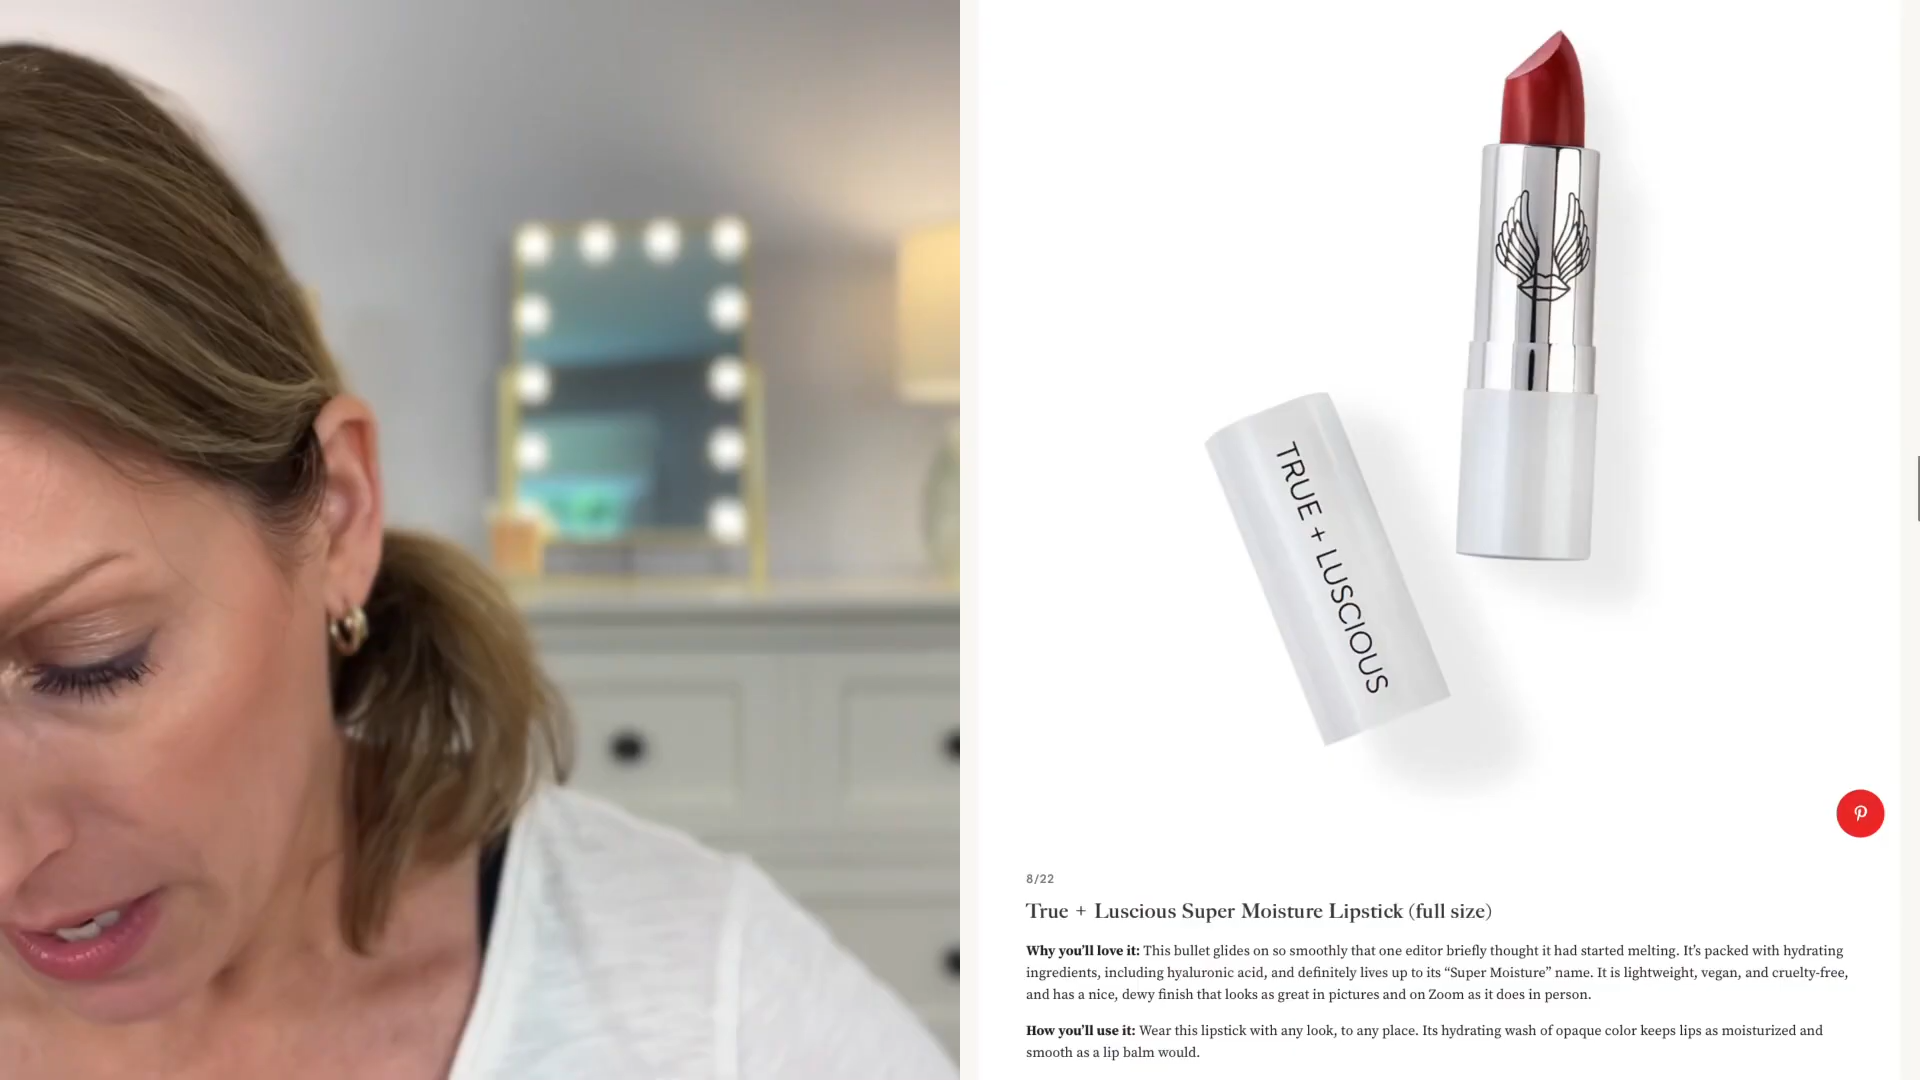 TRUE + LUSCIOUS
8/22
True + Luscious Super Moisture Lipstick (full size)
Why you’ll love it: This bullet glides on so smoothly that one editor briefly thought it had started melting. It’s packed with hydrating
ingredients, including hyaluronic acid, and definitely lives up to its “Super Moisture” name. It is lightweight, vegan, and cruelty-free,
and has a nice, dewy finish that looks as great in pictures and on Zoom as it does in person.
How you’ll use it: Wear this lipstick with any look, to any place. Its hydrating wash of opaque color keeps lips as moisturized and
smooth as a lip balm would.